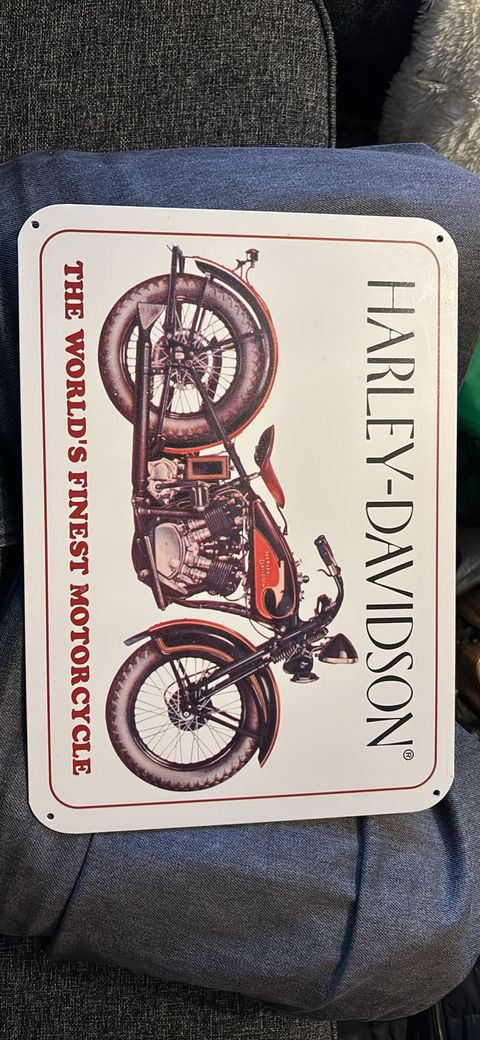 HARLEY-DAVIDSON®
THE WORLD'S FINEST MOTORCYCLE